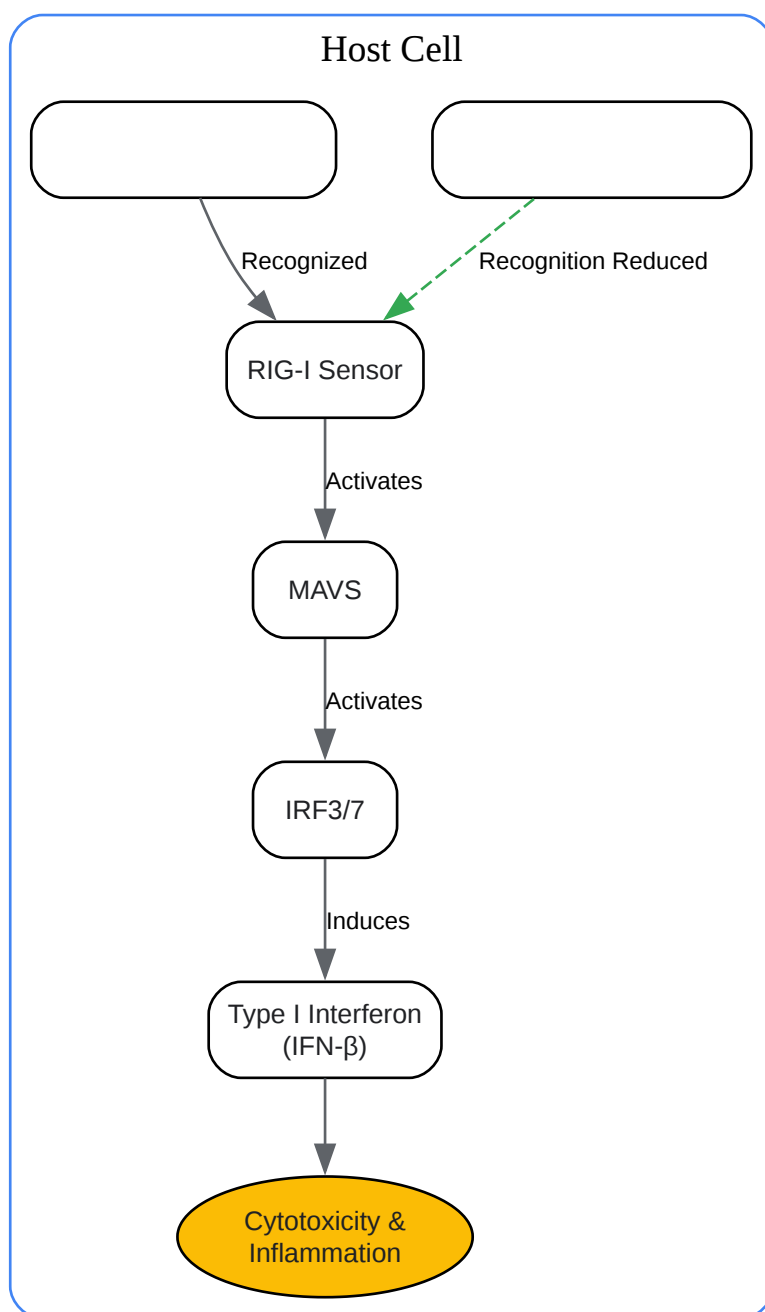 Host Cell
Recognized
Recognition Reduced
RIG-I Sensor
Activates
MAVS
Activates
IRF3/7
Induces
Type I Interferon
(IFN-β)
Cytotoxicity &
Inflammation